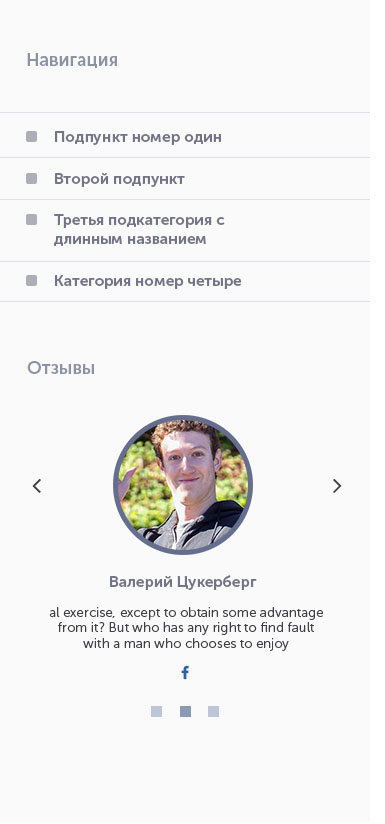 Навигация
Подпункт номер один
Второй подпункт
Третья подкатегория с
длинным названием
Категория номер четыре
Отзывы
Валерий Цукерберг
al exercise, except to obtain some advantage
from it? But who has any right to find fault
with a man who chooses to enjoy
f